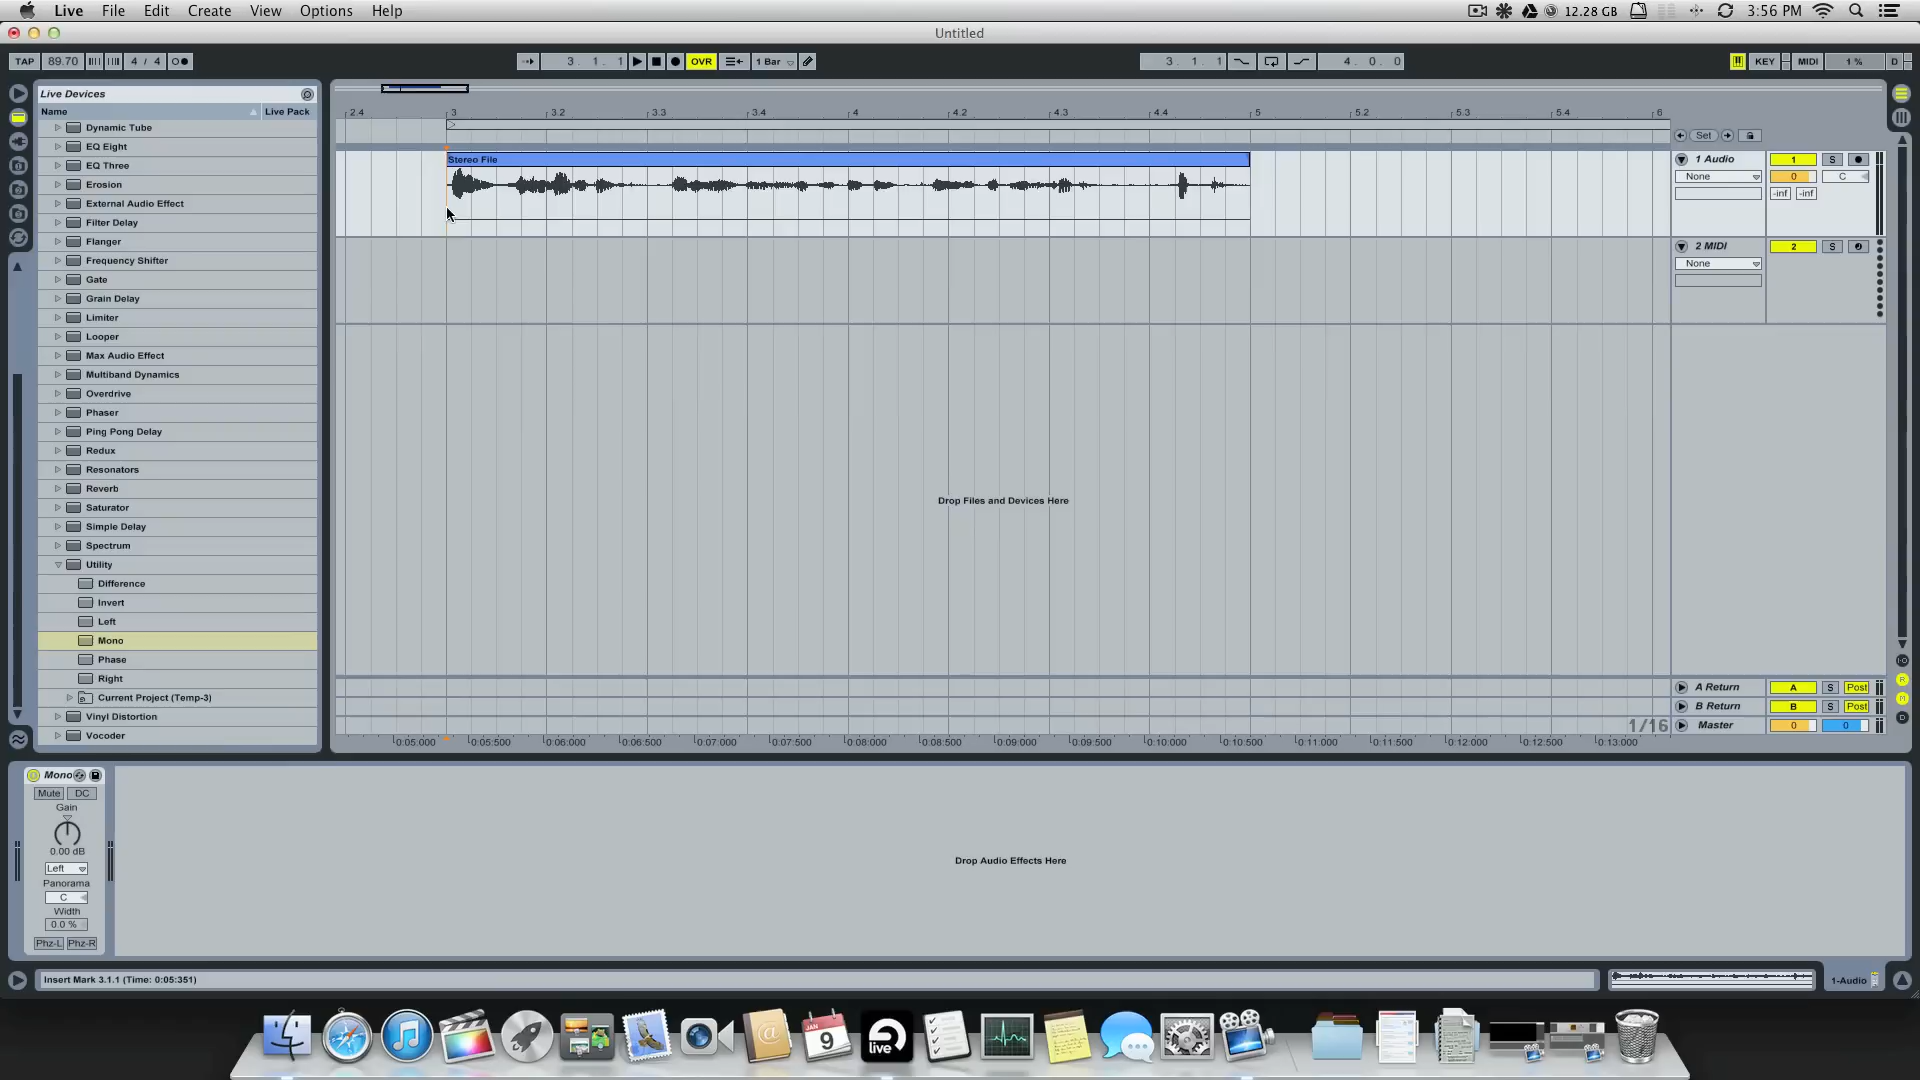 Live File Edit Create View Options Help
12.28 GB
3:56 PM
Untitled
TAP 89.70 4 / 4
3. 1. 1 OVR 1 Bar
3. 1. 1 4. 0. 0
KEY MIDI 1 % D
Live Devices
Name Live Pack
Dynamic Tube
EQ Eight
EQ Three
Erosion
External Audio Effect
Filter Delay
Flanger
Frequency Shifter
Gate
Grain Delay
Limiter
Looper
Max Audio Effect
Multiband Dynamics
Overdrive
Phaser
Ping Pong Delay
Redux
Resonators
Reverb
Saturator
Simple Delay
Spectrum
Utility
Difference
Invert
Left
Mono
Phase
Right
Current Project (Temp-3)
Vinyl Distortion
Vocoder
2.4 3 3.2 3.3 3.4 4 4.2 4.3 4.4 5 5.2 5.3 5.4 6
Set
Stereo File
1 Audio 1 S
None 0 C
-inf -inf
2 MIDI 2 S
None
Drop Files and Devices Here
A Return A S Post
B Return B S Post
1/16 Master 0 0
0:05:000 0:05:500 0:06:000 0:06:500 0:07:000 0:07:500 0:08:000 0:08:500 0:09:000 0:09:500 0:10:000 0:10:500 0:11:000 0:11:500 0:12:000 0:12:500 0:13:000
Mono
Mute DC
Gain
0.00 dB
Left
Panorama
C
Width
0.0 %
Phz-L Phz-R
Drop Audio Effects Here
Insert Mark 3.1.1 (Time: 0:05:351)
1-Audio
JAN
9
live